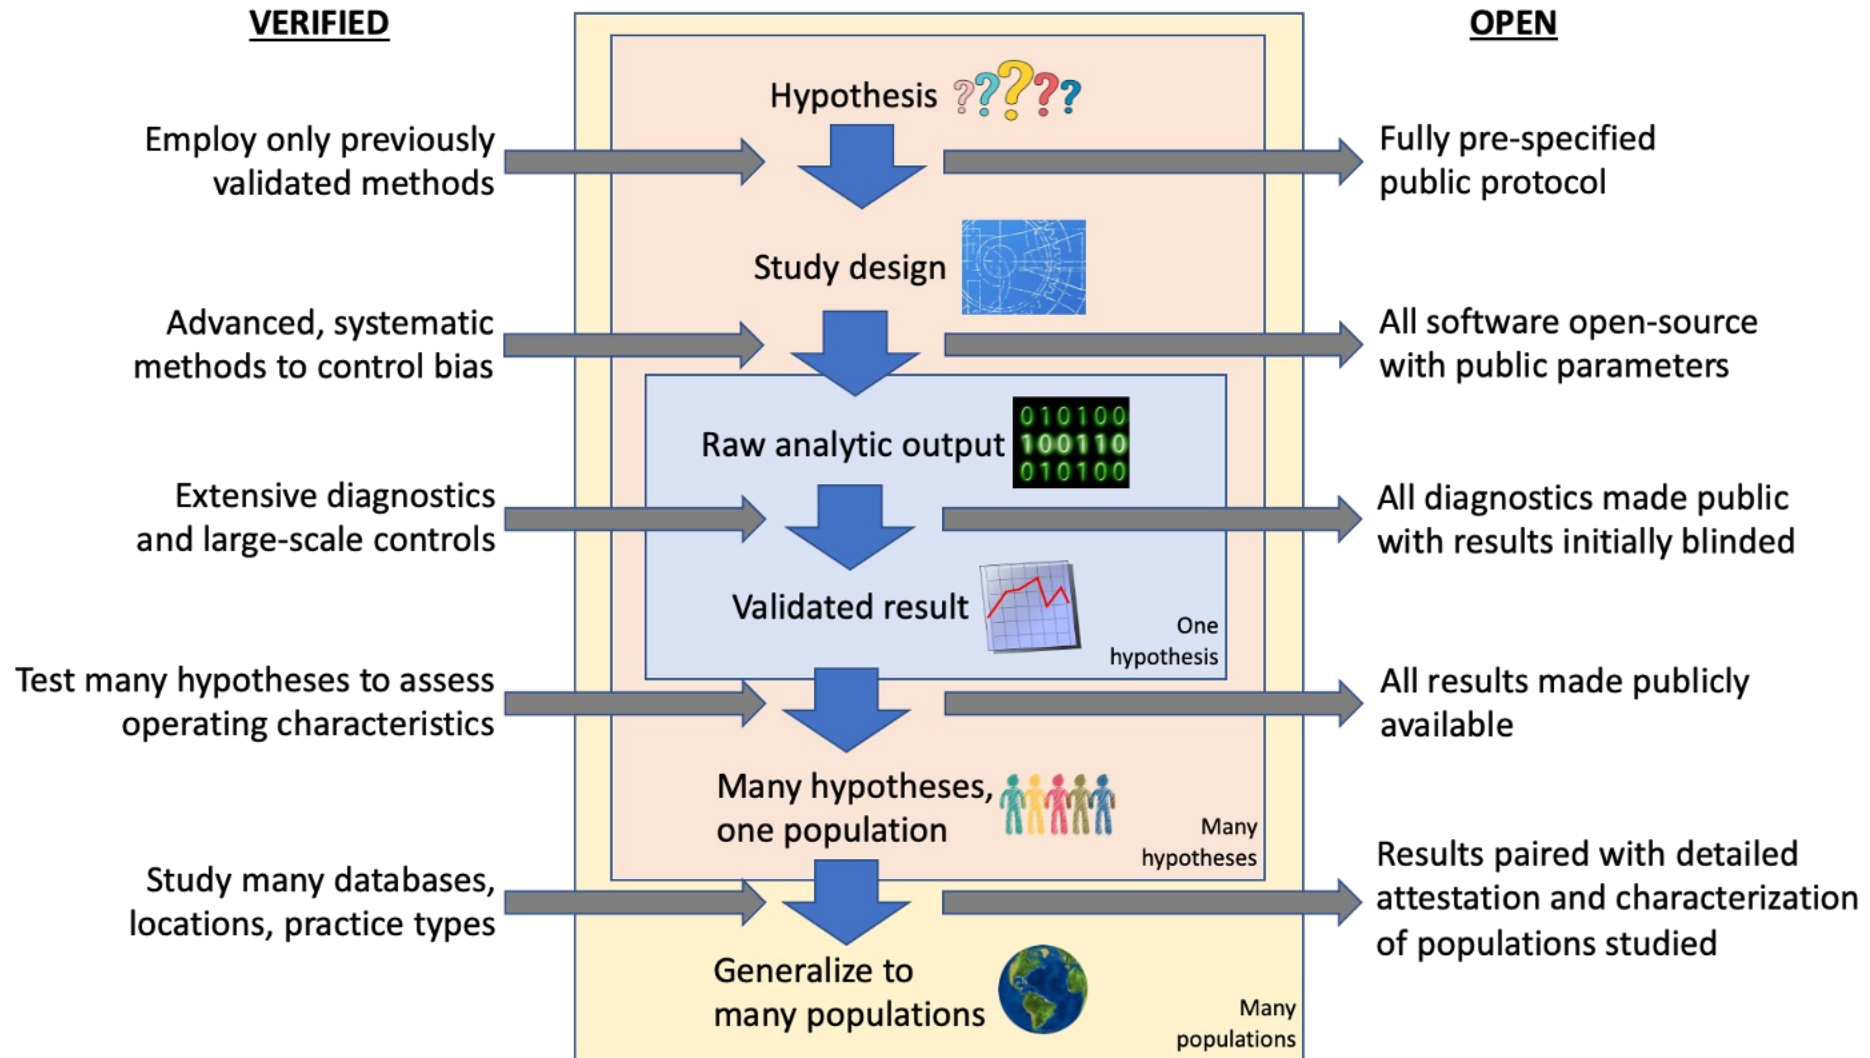 VERIFIED
OPEN
Hypothesis
?????
Employ only previously
validated methods
Fully pre-specified
public protocol
Study design
Advanced, systematic
methods to control bias
All software open-source
with public parameters
Raw analytic output
010100
100110
010100
Extensive diagnostics
and large-scale controls
All diagnostics made public
with results initially blinded
Validated result
One
hypothesis
Test many hypotheses to assess
operating characteristics
All results made publicly
available
Many hypotheses,
one population
Many
hypotheses
Study many databases,
locations, practice types
Results paired with detailed
attestation and characterization
of populations studied
Generalize to
many populations
Many
populations